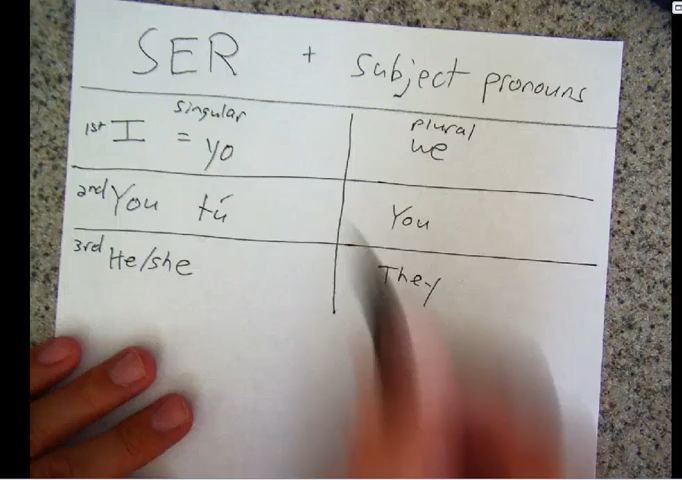 SER + Subject pronouns
singular plural
1st I = yo we
2nd You tú You
3rd He/she They